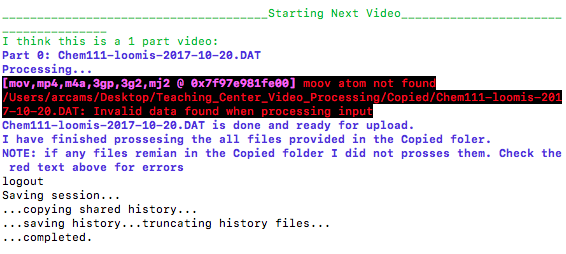 _____________________________________Starting Next Video______________________
_______________
I think this is a 1 part video:
Part 0: Chem111-loomis-2017-10-20.DAT
Processing...
[mov,mp4,m4a,3gp,3g2,mj2 @ 0x7f97e981fe00] moov atom not found
/Users/arcams/Desktop/Teaching_Center_Video_Processing/Copied/Chem111-loomis-201
7-10-20.DAT: Invalid data found when processing input
Chem111-loomis-2017-10-20.DAT is done and ready for upload.
I have finished prossesing the all files provided in the Copied foler.
NOTE: if any files remian in the Copied folder I did not prosses them. Check the
red text above for errors
logout
Saving session...
...copying shared history...
...saving history...truncating history files...
...completed.